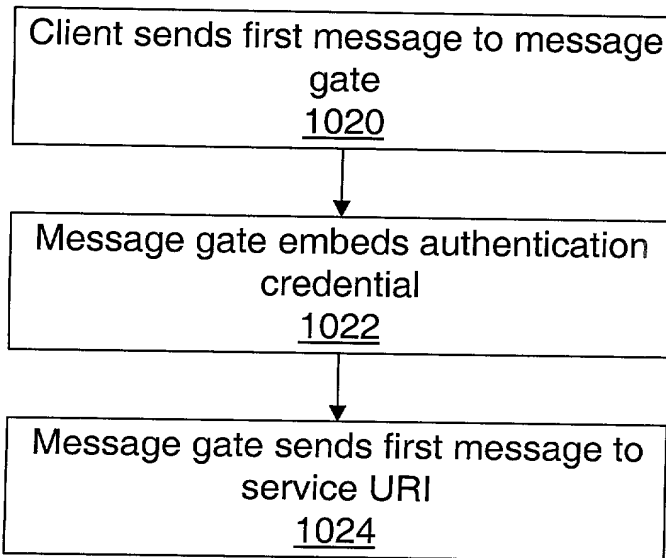 Client sends first message to message
gate
1020
Message gate embeds authentication
credential
1022
Message gate sends first message to
service URI
1024